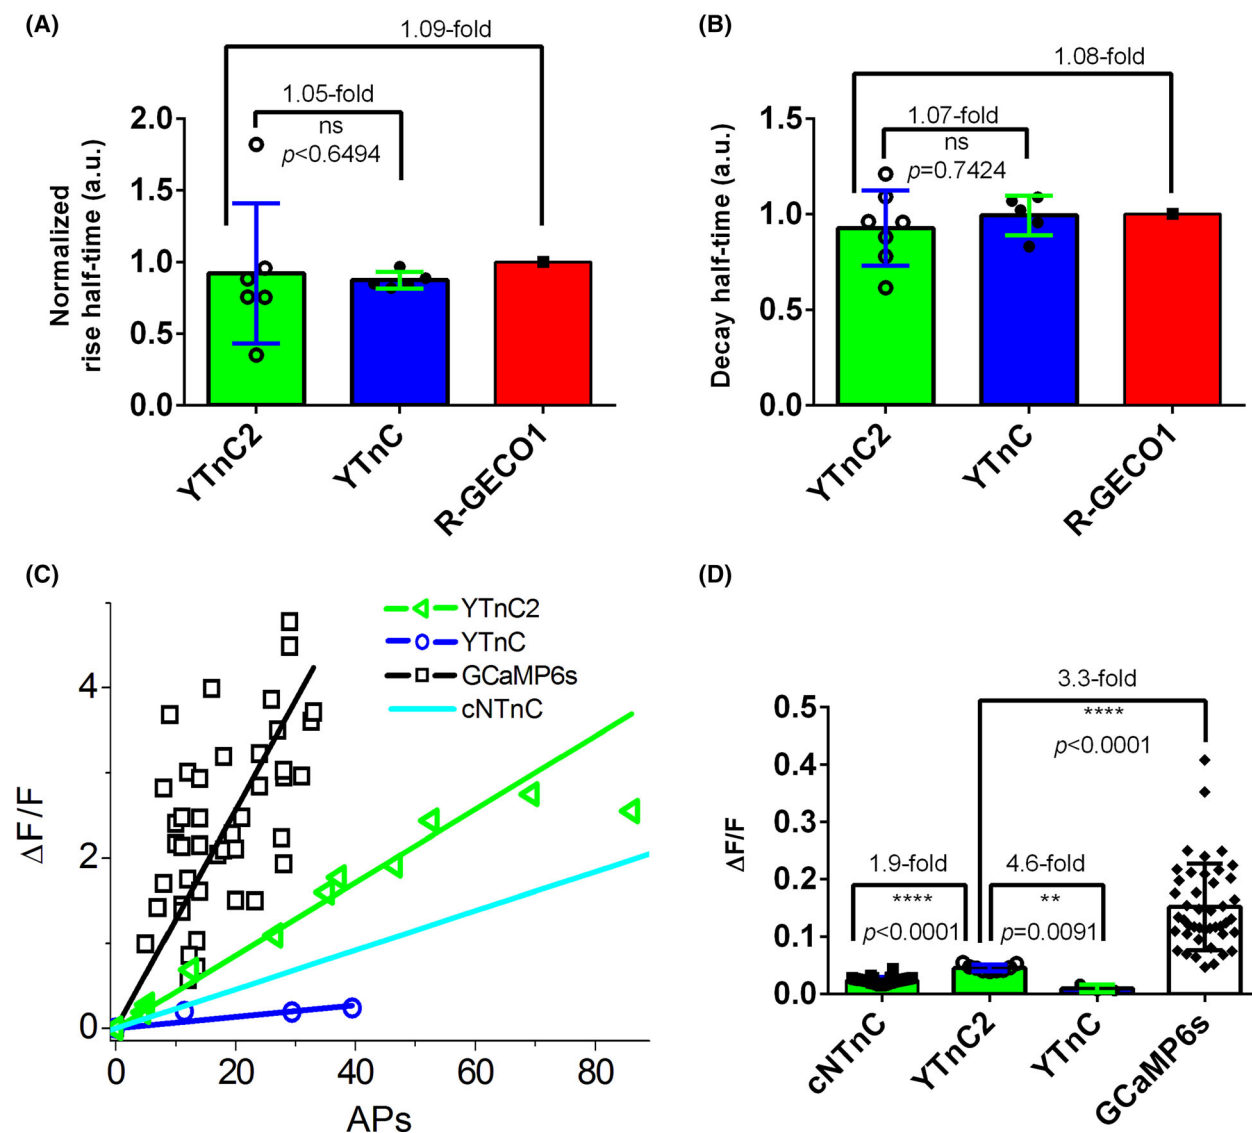 (A)
1.09-fold
1.05-fold
ns
p<0.6494
Normalized
rise half-time (a.u.)
2.0
1.5
1.0
0.5
0.0
YTnC2
YTnC
R-GECO1
(B)
1.08-fold
1.07-fold
ns
p=0.7424
Decay half-time (a.u.)
1.5
1.0
0.5
0.0
YTnC2
YTnC
R-GECO1
(C)
YTnC2
YTnC
GCaMP6s
cNTnC
ΔF/F
4
2
0
0 20 40 60 80
APs
(D)
3.3-fold
****
p<0.0001
1.9-fold
****
p<0.0001
4.6-fold
**
p=0.0091
ΔF/F
0.5
0.4
0.3
0.2
0.1
0.0
cNTnC
YTnC2
YTnC
GCaMP6s